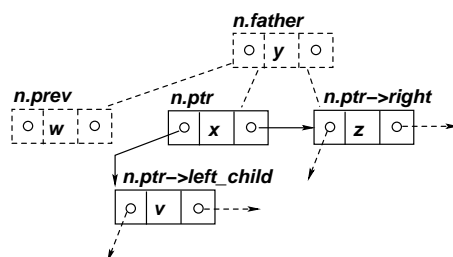 n.father
y
n.prev
n.ptr
n.ptr->right
w
x
z
n.ptr->left_child
v